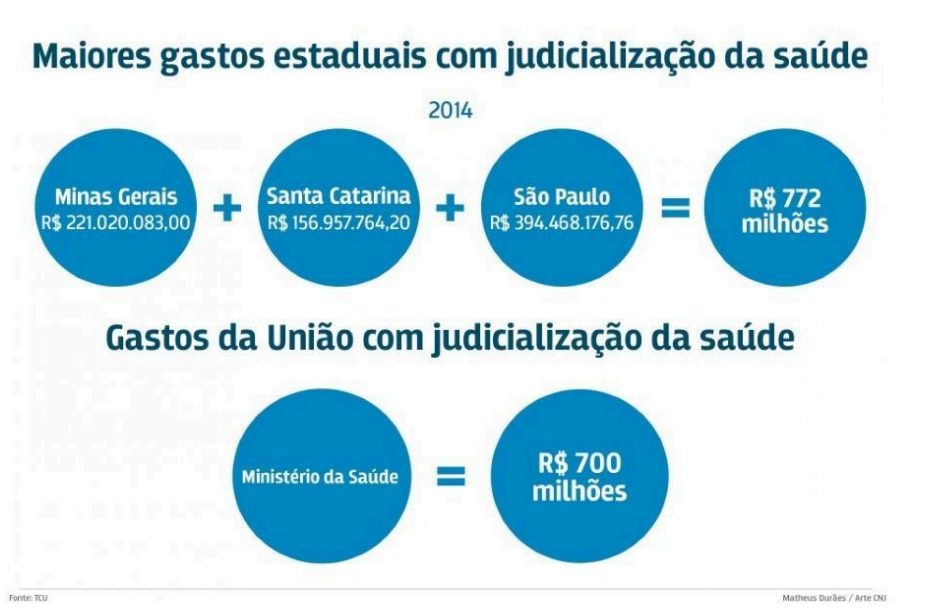 Maiores gastos estaduais com judicialização da saúde
2014
Minas Gerais
R$ 221.020.083,00
+
Santa Catarina
R$ 156.957.764,20
+
São Paulo
R$ 394.468.176,76
=
R$ 772
milhões
Gastos da União com judicialização da saúde
Ministério da Saúde
=
R$ 700
milhões
Fonte: TCU
Matheus Durães / Arte CNJ